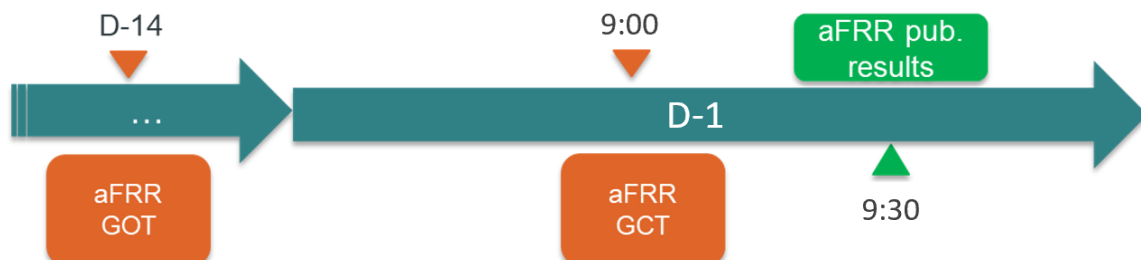 D-14
9:00
aFRR pub.
results
...
D-1
aFRR
GOT
aFRR
GCT
9:30